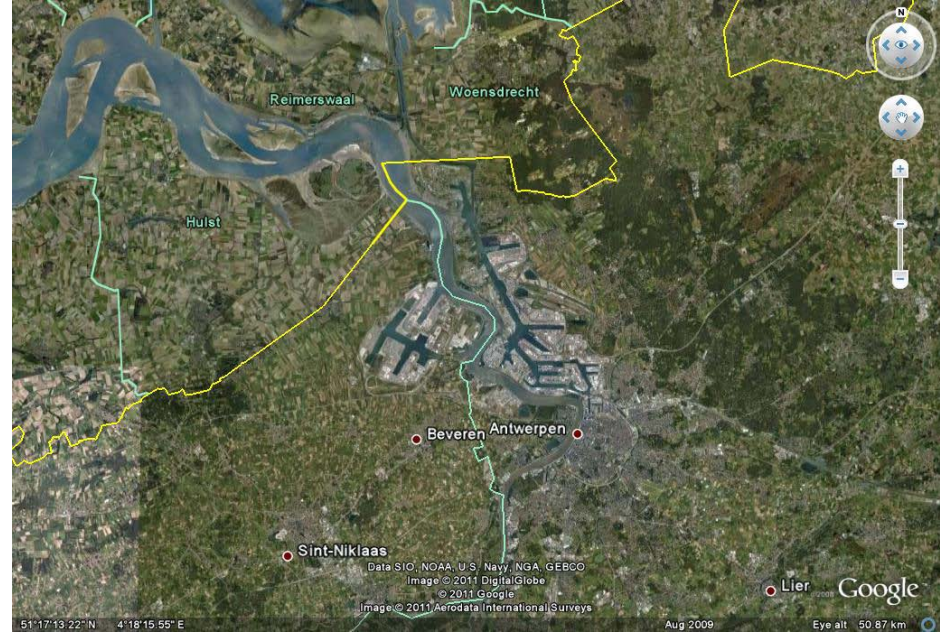 N
Woensdrecht
Reimerswaal
Hulst
Beveren
Antwerpen
Sint-Niklaas
Data SIO, NOAA, U.S. Navy, NGA, GEBCO
Image © 2011 DigitalGlobe
© 2011 Google
Image © 2011 Aerodata International Surveys
Lier
©2009 Google
51°17'13.22" N 4°18'15.55" E
Aug 2009
Eye alt 50.87 km